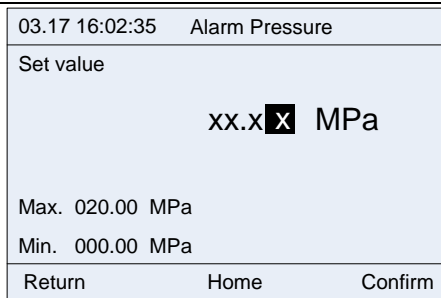 03.17 16:02:35 Alarm Pressure
Set value
xx.xx MPa
Max. 020.00 MPa
Min. 000.00 MPa
Return Home Confirm